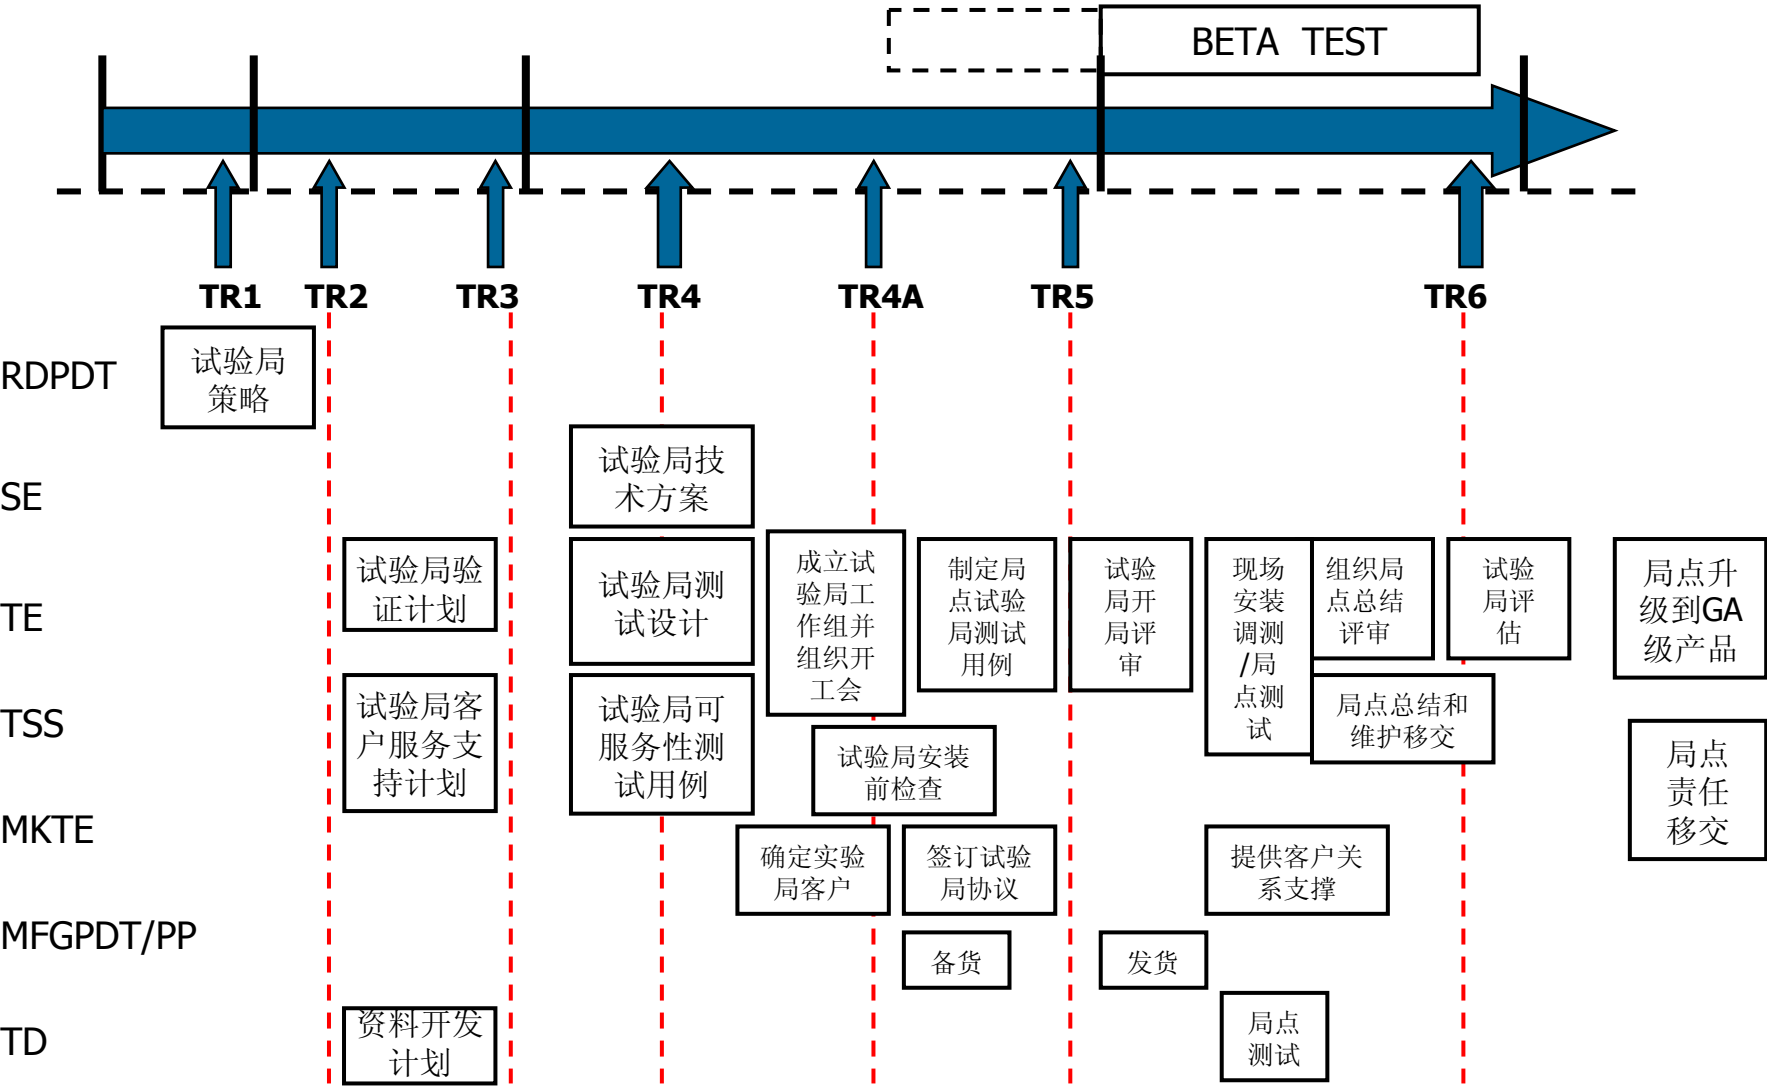 BETA TEST
TR1
TR2
TR3
TR4
TR4A
TR5
TR6
RDPDT
试验局
策略
SE
试验局技
术方案
TE
试验局验
证计划
试验局测
试设计
成立试
验局工
作组并
组织开
工会
制定局
点试验
局测试
用例
试验
局开
局评
审
现场
安装
调测
/局
点测
试
组织局
点总结
评审
试验
局评
估
局点升
级到GA
级产品
TSS
试验局客
户服务支
持计划
试验局可
服务性测
试用例
试验局安装
前检查
局点总结和
维护移交
局点
责任
移交
MKTE
确定实验
局客户
签订试验
局协议
提供客户关
系支撑
MFGPDT/PP
备货
发货
TD
资料开发
计划
局点
测试